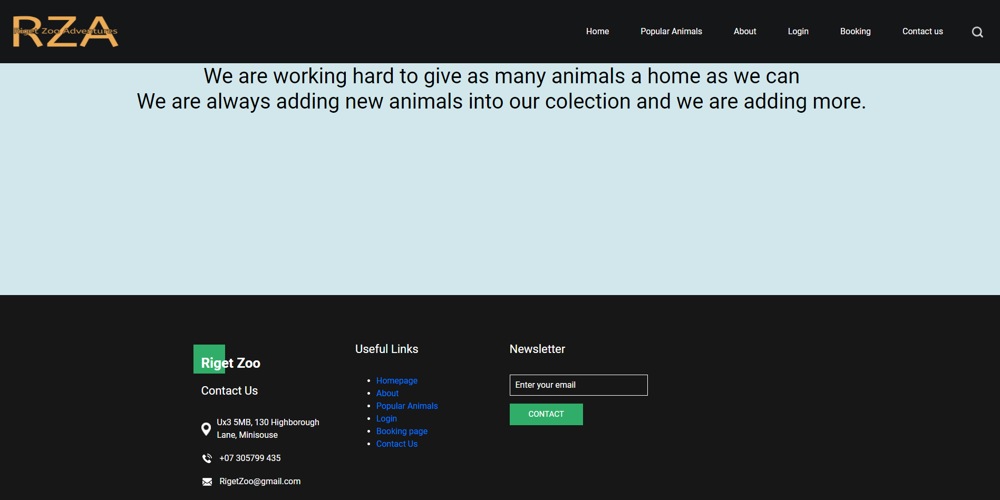 RZA
Riget Zoo Adventures
Home
Popular Animals
About
Login
Booking
Contact us
We are working hard to give as many animals a home as we can
We are always adding new animals into our colection and we are adding more.
Riget Zoo
Contact Us
Ux3 5MB, 130 Highborough
Lane, Minisouse
+07 305799 435
RigetZoo@gmail.com
Useful Links
Homepage
About
Popular Animals
Login
Booking page
Contact Us
Newsletter
Enter your email
CONTACT